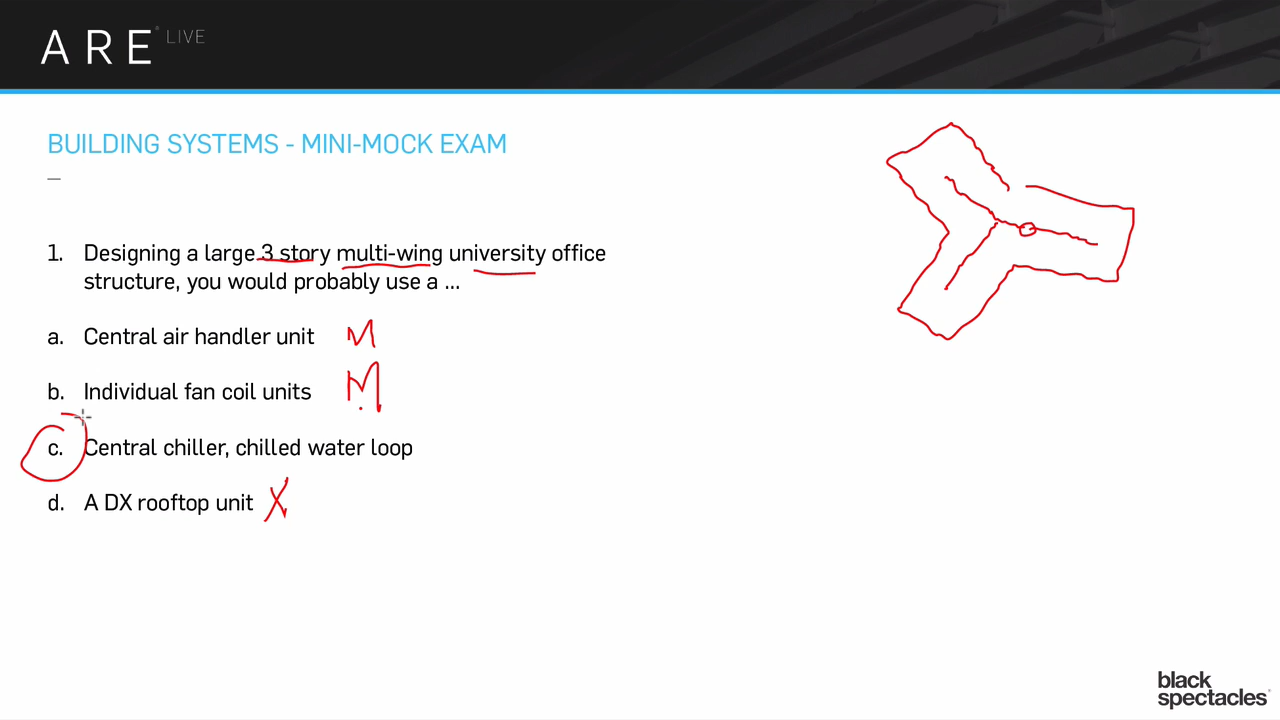 ARE® LIVE
BUILDING SYSTEMS - MINI-MOCK EXAM
1. Designing a large 3 story multi-wing university office
structure, you would probably use a ...
a. Central air handler unit M
b. Individual fan coil units M
c. Central chiller, chilled water loop
d. A DX rooftop unit X
black
spectacles®